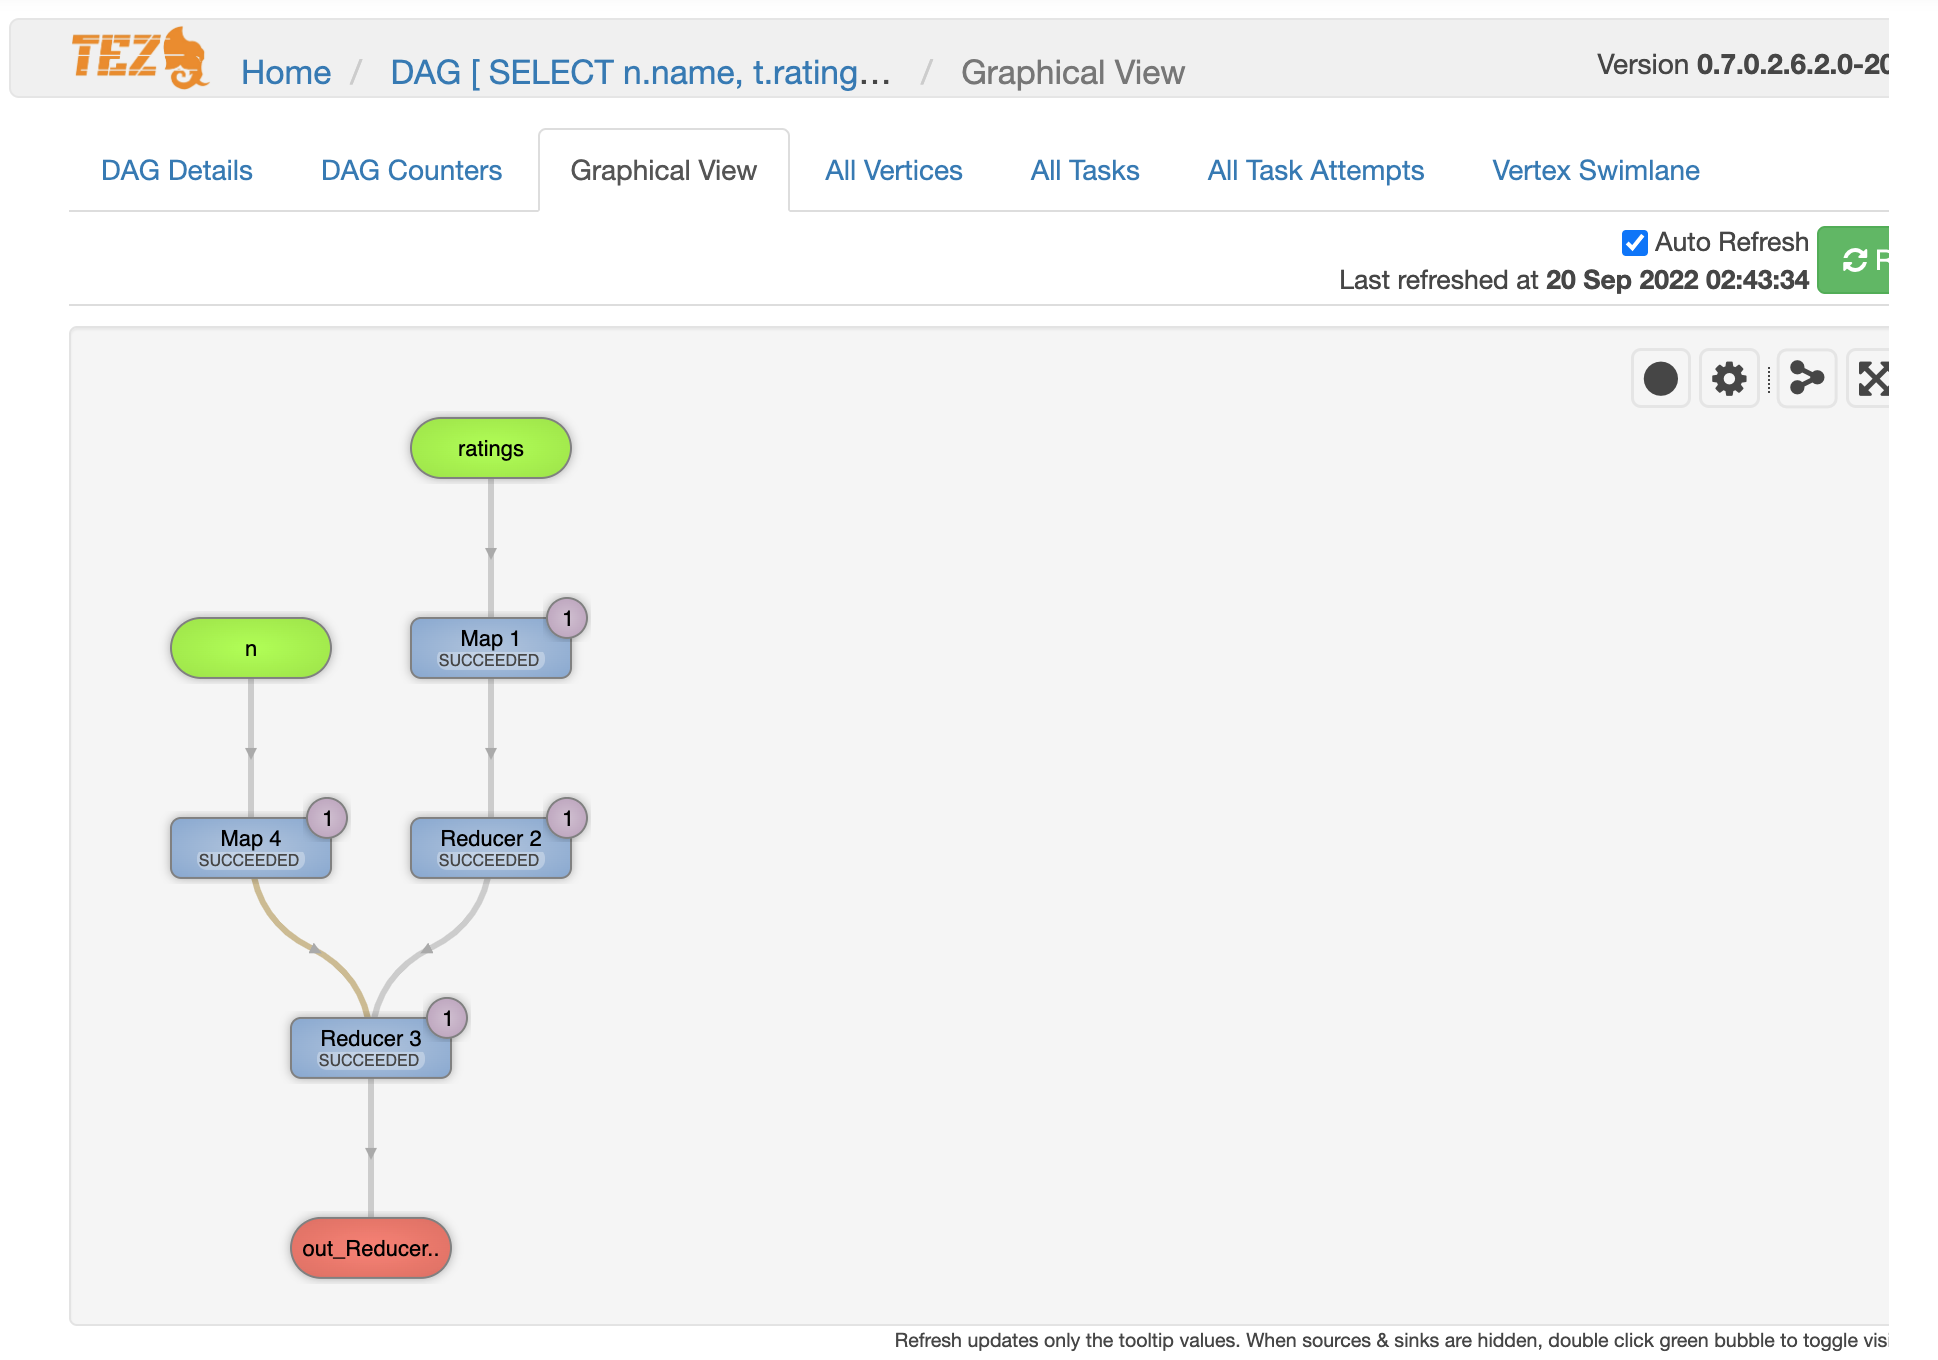 TEZ
Home / DAG [ SELECT n.name, t.rating... / Graphical View
Version 0.7.0.2.6.2.0-20
DAG Details
DAG Counters
Graphical View
All Vertices
All Tasks
All Task Attempts
Vertex Swimlane
Auto Refresh
Last refreshed at 20 Sep 2022 02:43:34
R
ratings
1
Map 1
SUCCEEDED
n
1
Map 4
SUCCEEDED
1
Reducer 2
SUCCEEDED
1
Reducer 3
SUCCEEDED
out_Reducer..
Refresh updates only the tooltip values. When sources & sinks are hidden, double click green bubble to toggle visi